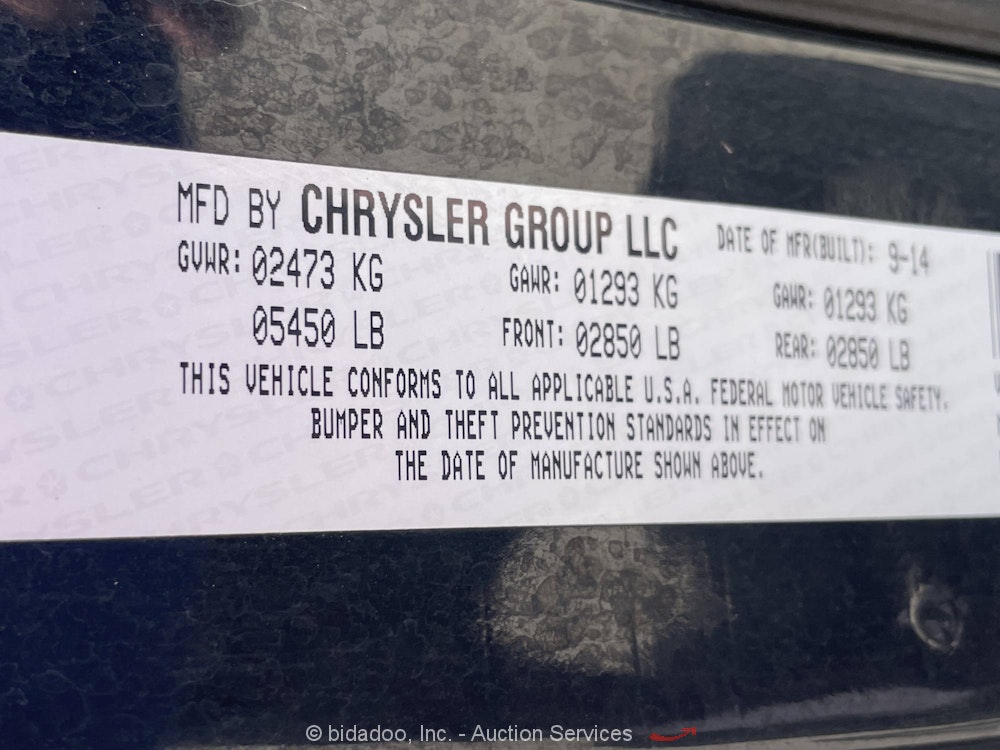 MFD BY CHRYSLER GROUP LLC DATE OF MFR(BUILT): 9-14
GVWR: 02473 KG GAWR: 01293 KG GAWR: 01293 KG
05450 LB FRONT: 02850 LB REAR: 02850 LB
THIS VEHICLE CONFORMS TO ALL APPLICABLE U.S.A. FEDERAL MOTOR VEHICLE SAFETY,
BUMPER AND THEFT PREVENTION STANDARDS IN EFFECT ON
THE DATE OF MANUFACTURE SHOWN ABOVE.
© bidadoo, Inc. - Auction Services